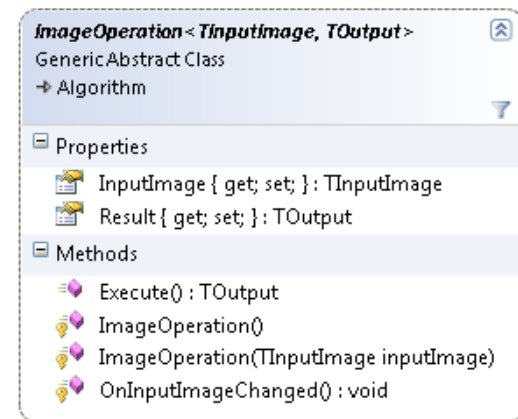 ImageOperation<TInputImage, TOutput>
Generic Abstract Class
Algorithm
Properties
InputImage { get; set; } : TInputImage
Result { get; set; } : TOutput
Methods
Execute() : TOutput
ImageOperation()
ImageOperation(TInputImage inputImage)
OnInputImageChanged() : void